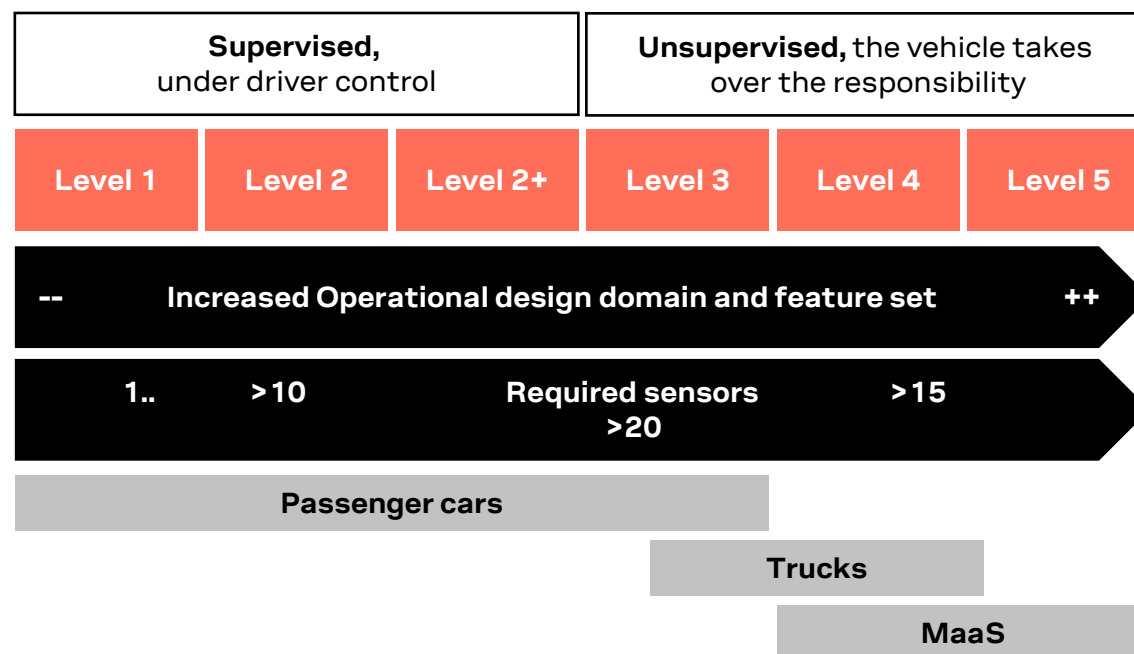 Supervised,
under driver control
Unsupervised, the vehicle takes
over the responsibility
Level 1
Level 2
Level 2+
Level 3
Level 4
Level 5
-- Increased Operational design domain and feature set ++
1.. >10 Required sensors >15
>20
Passenger cars
Trucks
MaaS